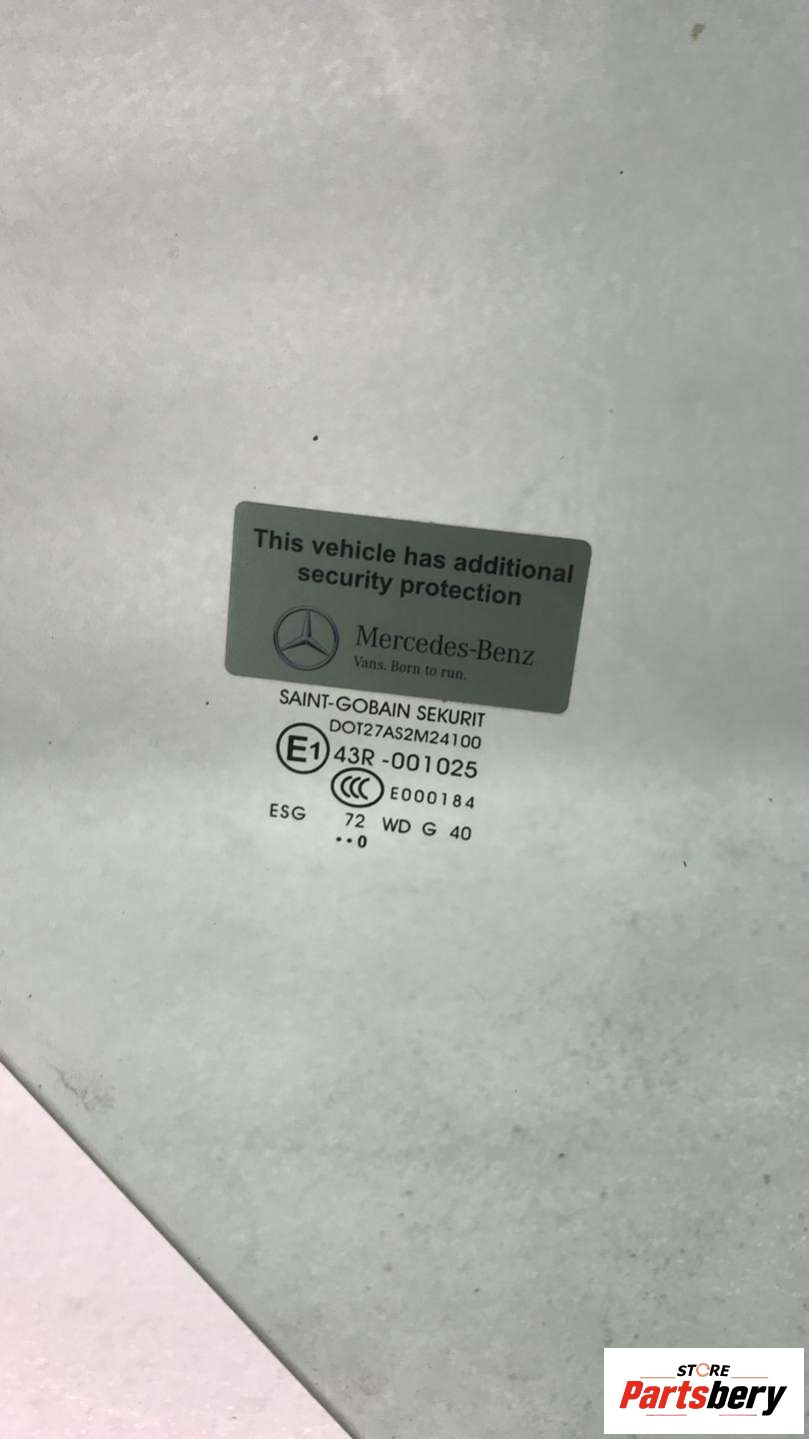 This vehicle has additional
security protection
Mercedes-Benz
Vans. Born to run.
SAINT-GOBAIN SEKURIT
DOT27AS2M24100
E1 43R -001025
CCC E000184
ESG 72 WD G 40
••0
STORE
Partsbery